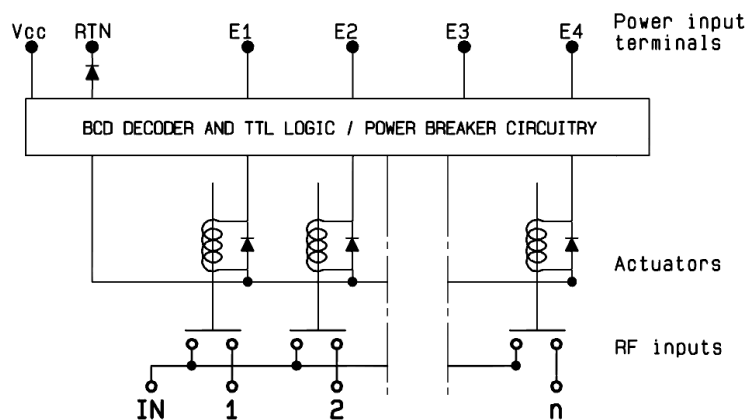 Vcc RTN E1 E2 E3 E4 Power input
terminals
BCD DECODER AND TTL LOGIC / POWER BREAKER CIRCUITRY
Actuators
RF inputs
IN 1 2 n